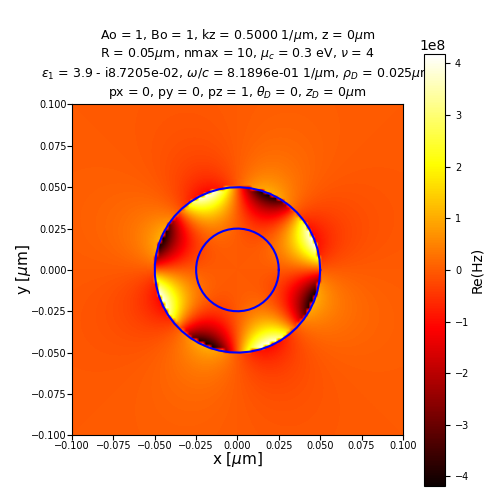 Ao = 1, Bo = 1, kz = 0.5000 1/μm, z = 0μm
R = 0.05μm, nmax = 10, μc = 0.3 eV, ν = 4
ε1 = 3.9 - i8.7205e-02, ω/c = 8.1896e-01 1/μm, ρD = 0.025μm
px = 0, py = 0, pz = 1, θD = 0, zD = 0μm
1e8
0.100
0.075
0.050
0.025
0.000
−0.025
−0.050
−0.075
−0.100
y [μm]
−0.100 −0.075 −0.050 −0.025 0.000 0.025 0.050 0.075 0.100
x [μm]
4
3
2
1
0
−1
−2
−3
−4
Re(Hz)